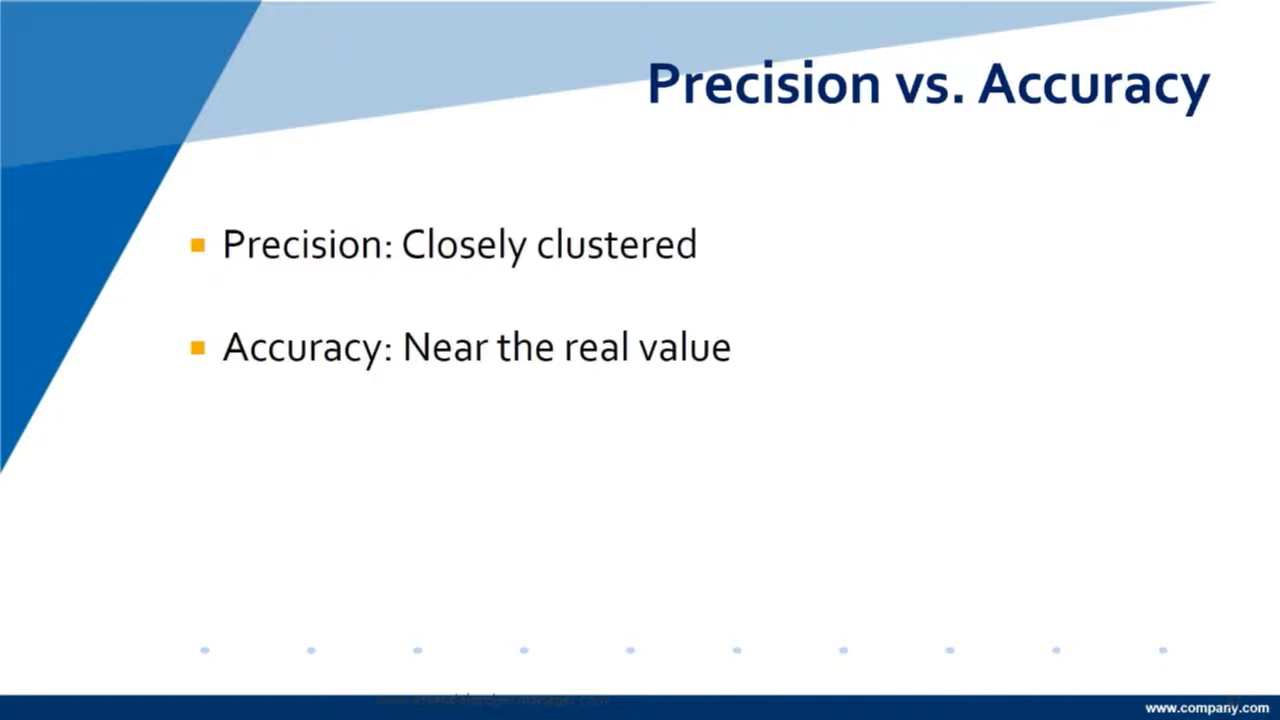 Precision vs. Accuracy
Precision: Closely clustered
Accuracy: Near the real value
www.company.com